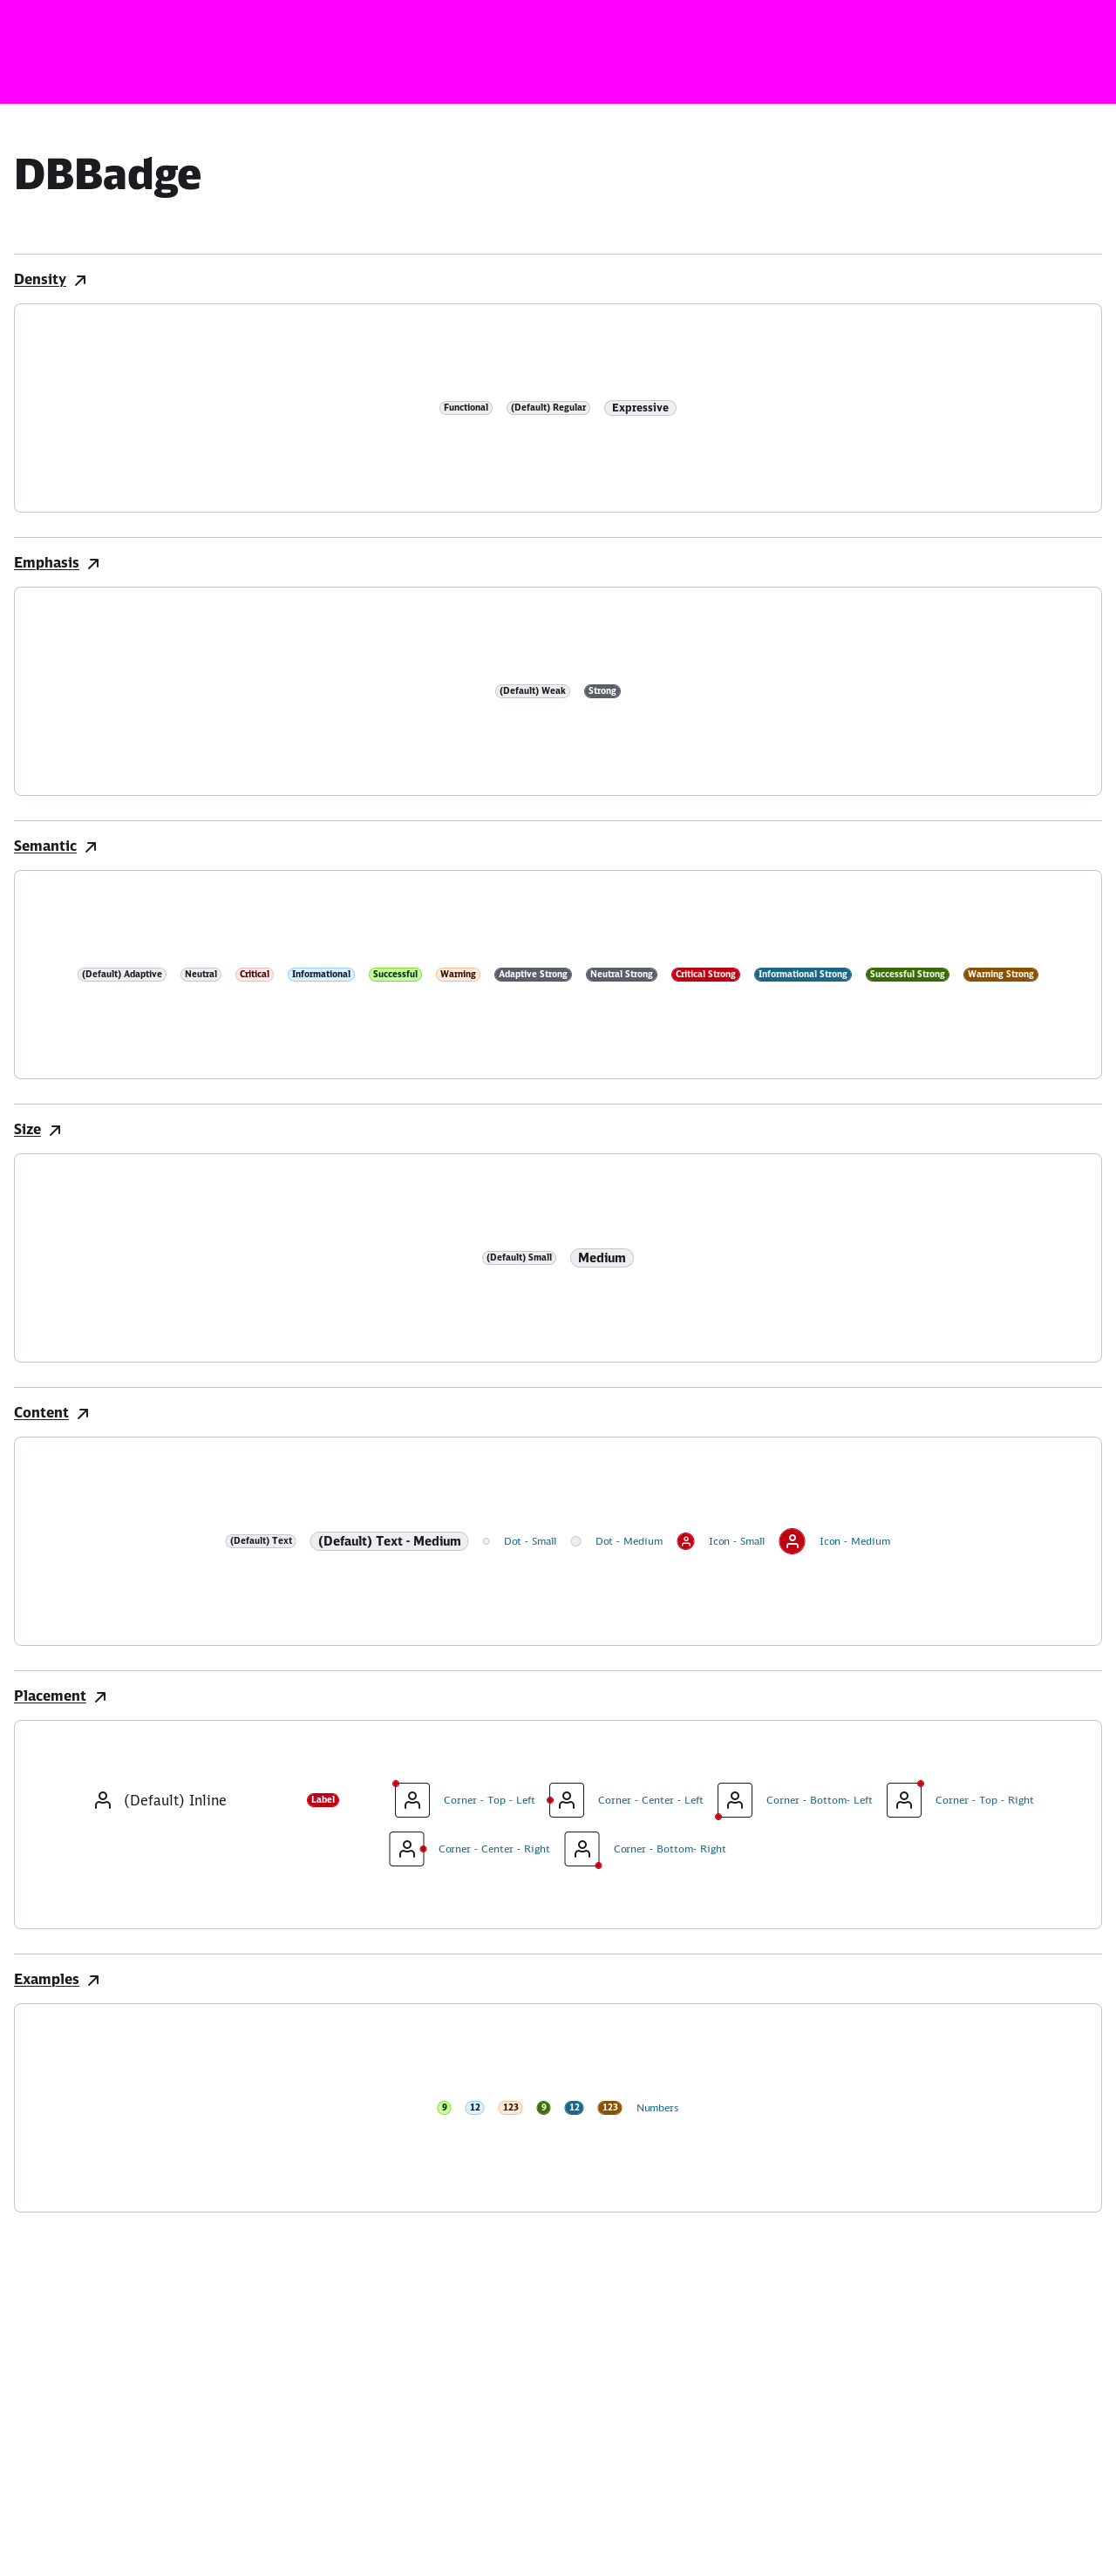 DBBadge
Density
Functional (Default) Regular Expressive
Emphasis
(Default) Weak Strong
Semantic
(Default) Adaptive Neutral Critical Informational Successful Warning Adaptive Strong Neutral Strong Critical Strong Informational Strong Successful Strong Warning Strong
Size
(Default) Small Medium
Content
(Default) Text (Default) Text - Medium Dot - Small Dot - Medium Icon - Small Icon - Medium
Placement
(Default) Inline Label Corner - Top - Left Corner - Center - Left Corner - Bottom- Left Corner - Top - Right
Corner - Center - Right Corner - Bottom- Right
Examples
9 12 123 9 12 123 Numbers